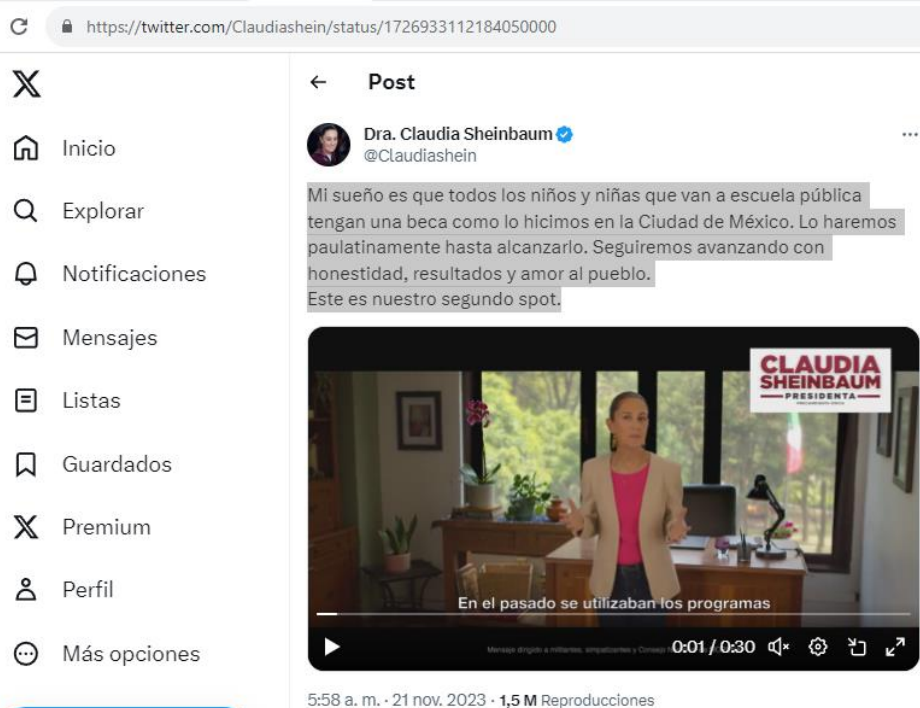 https://twitter.com/Claudiashein/status/1726933112184050000
X
Inicio
Explorar
Notificaciones
Mensajes
Listas
Guardados
Premium
Perfil
Más opciones
Post
Dra. Claudia Sheinbaum
@Claudiashein
Mi sueño es que todos los niños y niñas que van a escuela pública
tengan una beca como lo hicimos en la Ciudad de México. Lo haremos
paulatinamente hasta alcanzarlo. Seguiremos avanzando con
honestidad, resultados y amor al pueblo.
Este es nuestro segundo spot.
CLAUDIA
SHEINBAUM
PRESIDENTA
En el pasado se utilizaban los programas
Mensaje dirigido a militantes, simpatizantes y Consejo
0:01 / 0:30
5:58 a. m. · 21 nov. 2023 · 1,5 M Reproducciones